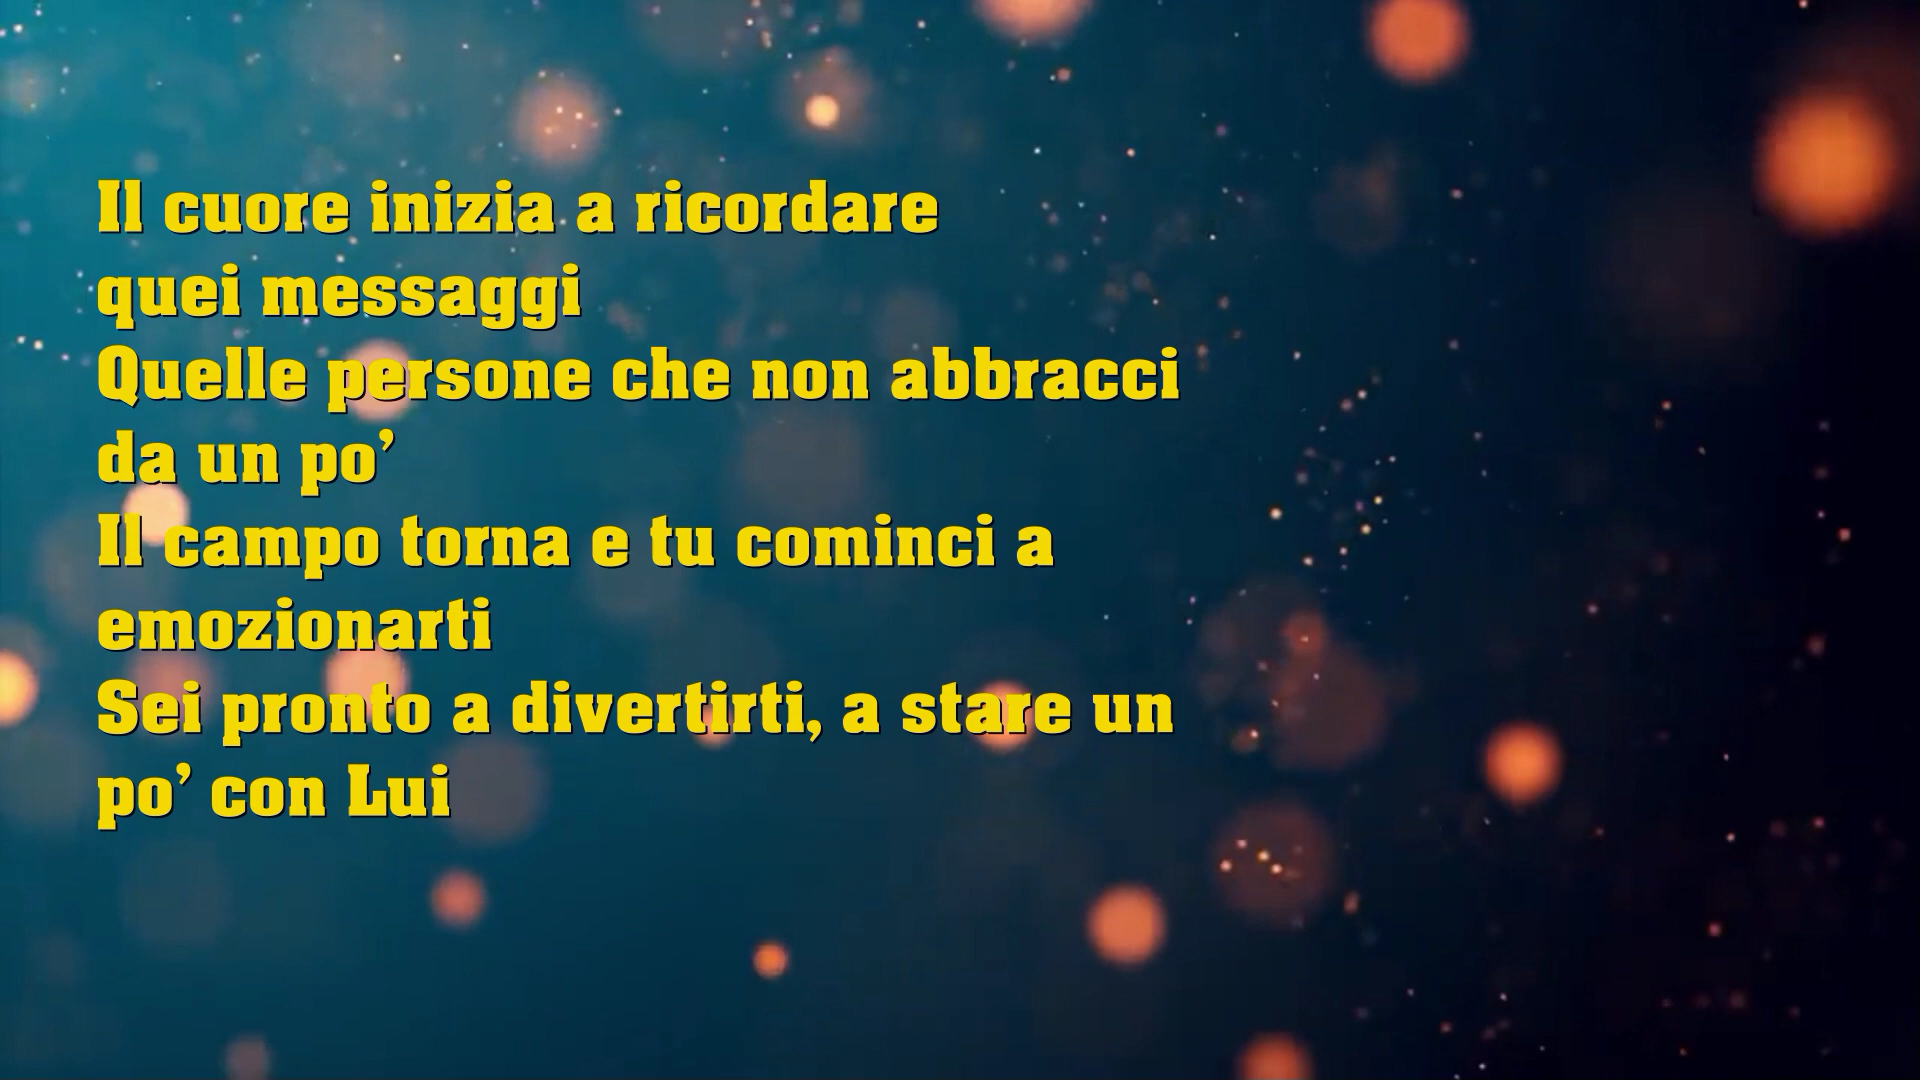 Il cuore inizia a ricordare
quei messaggi
Quelle persone che non abbracci
da un po’
Il campo torna e tu cominci a
emozionarti
Sei pronto a divertirti, a stare un
po’ con Lui